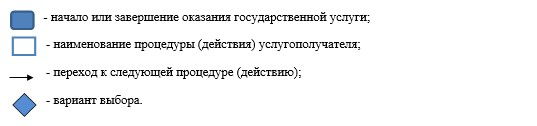 - начало или завершение оказания государственной услуги;
- наименование процедуры (действия) услугополучателя;
- переход к следующей процедуре (действию);
- вариант выбора.